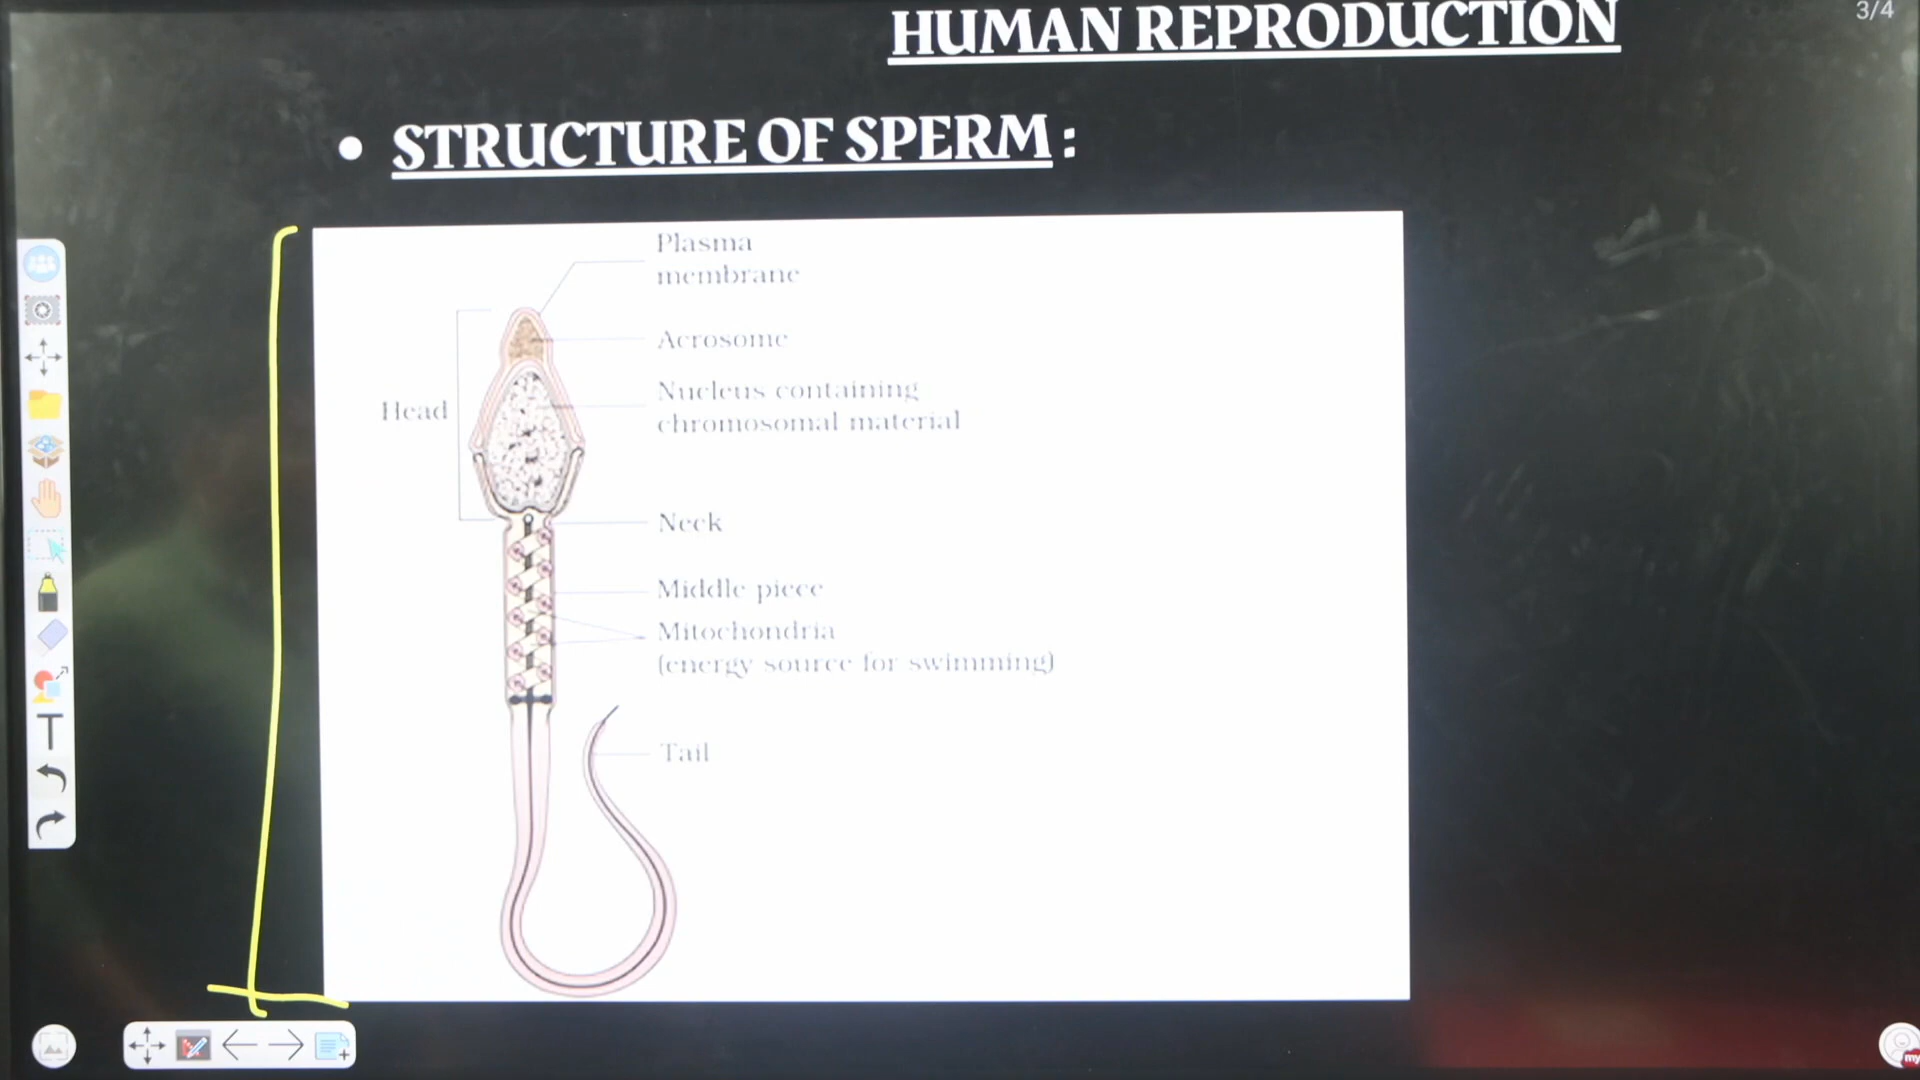 HUMAN REPRODUCTION
3/4
• STRUCTURE OF SPERM :
Plasma
membrane
Acrosome
Head
Nucleus containing
chromosomal material
Neck
Middle piece
Mitochondria
(energy source for swimming)
Tail
T
my